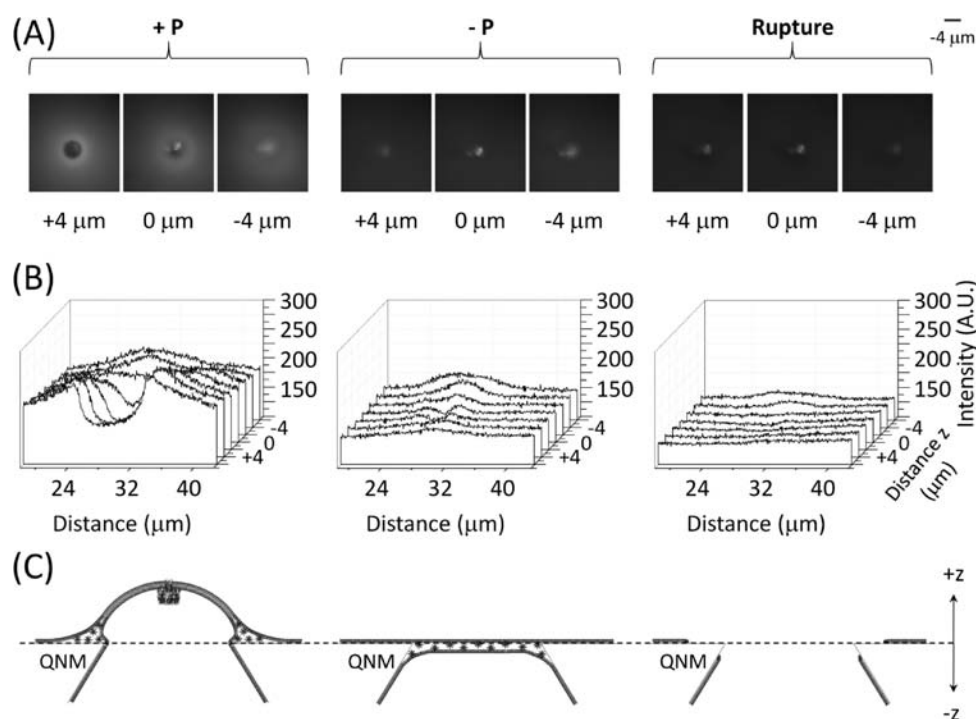 (A)
+ P
- P
Rupture
-4 μm
+4 μm 0 μm -4 μm
+4 μm 0 μm -4 μm
+4 μm 0 μm -4 μm
(B)
300
250
200
150
-4
0
+4
24 32 40
Distance (μm)
300
250
200
150
-4
0
+4
24 32 40
Distance (μm)
300
250
200
150
Intensity (A.U.)
-4
0
+4
Distance z
(μm)
24 32 40
Distance (μm)
(C)
QNM
QNM
QNM
+z
-z